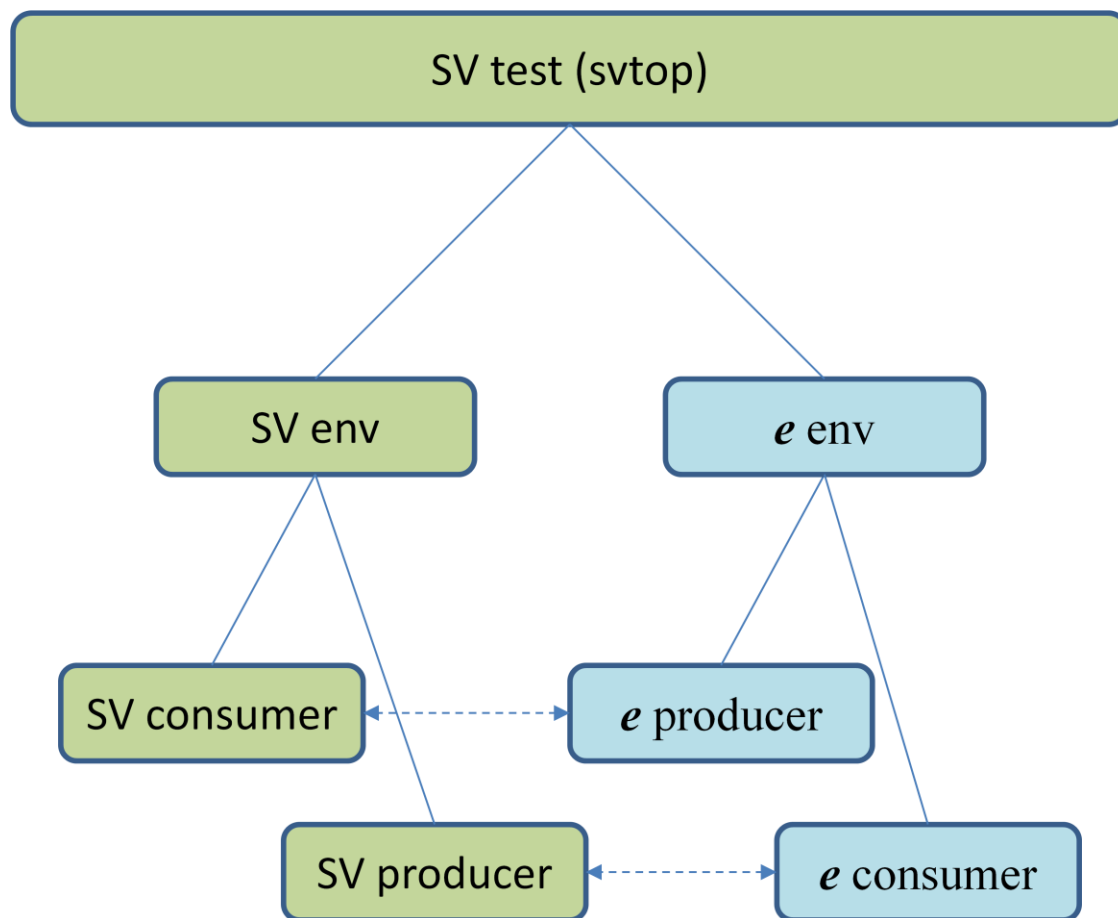 SV test (svtop)
SV env
e env
SV consumer
e producer
SV producer
e consumer